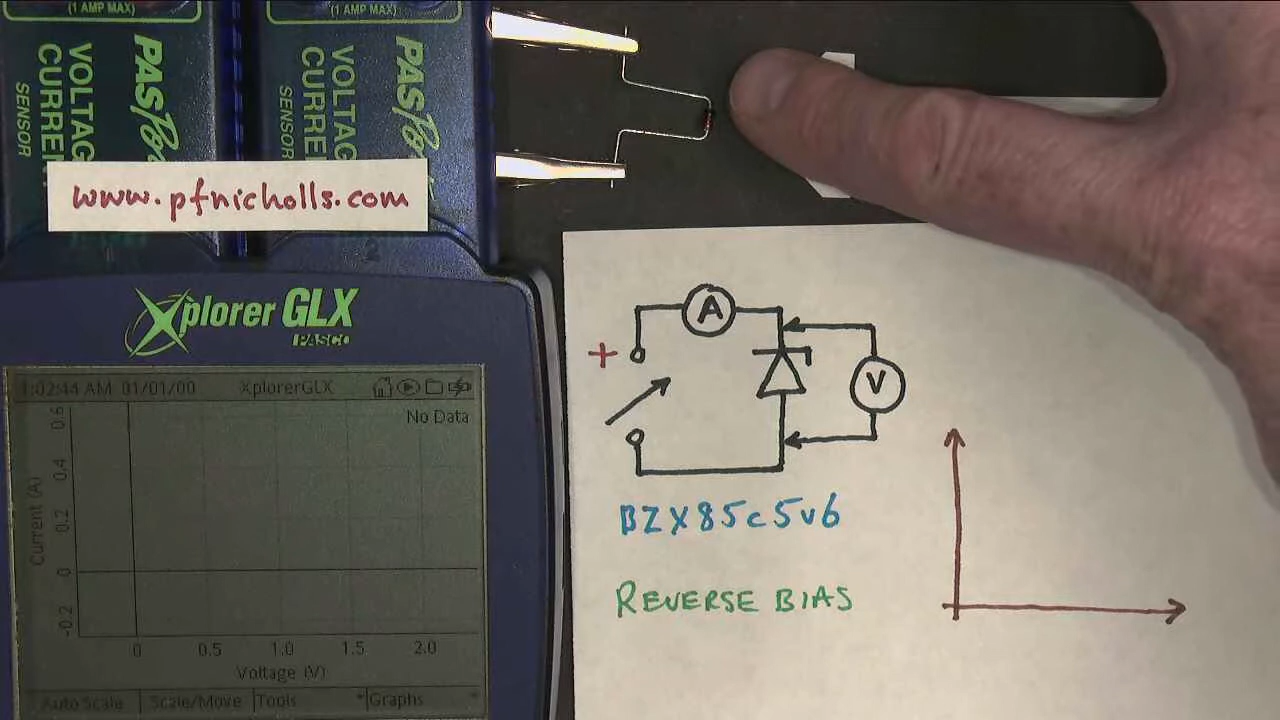 (1 AMP MAX)
(1 AMP MAX)
PASPORT
VOLTAGE
CURRENT
SENSOR
PASPORT
VOLTAGE
CURRENT
SENSOR
www.pfnicholls.com
2
Xplorer GLX
PASCO
1:02:44 AM 01/01/00 XplorerGLX
No Data
Current (A)
0.6
0.4
0.2
0
-0.2
0 0.5 1.0 1.5 2.0
Voltage (V)
Auto Scale Scale/Move Tools Graphs
A
+
V
BZX85c5v6
REVERSE BIAS